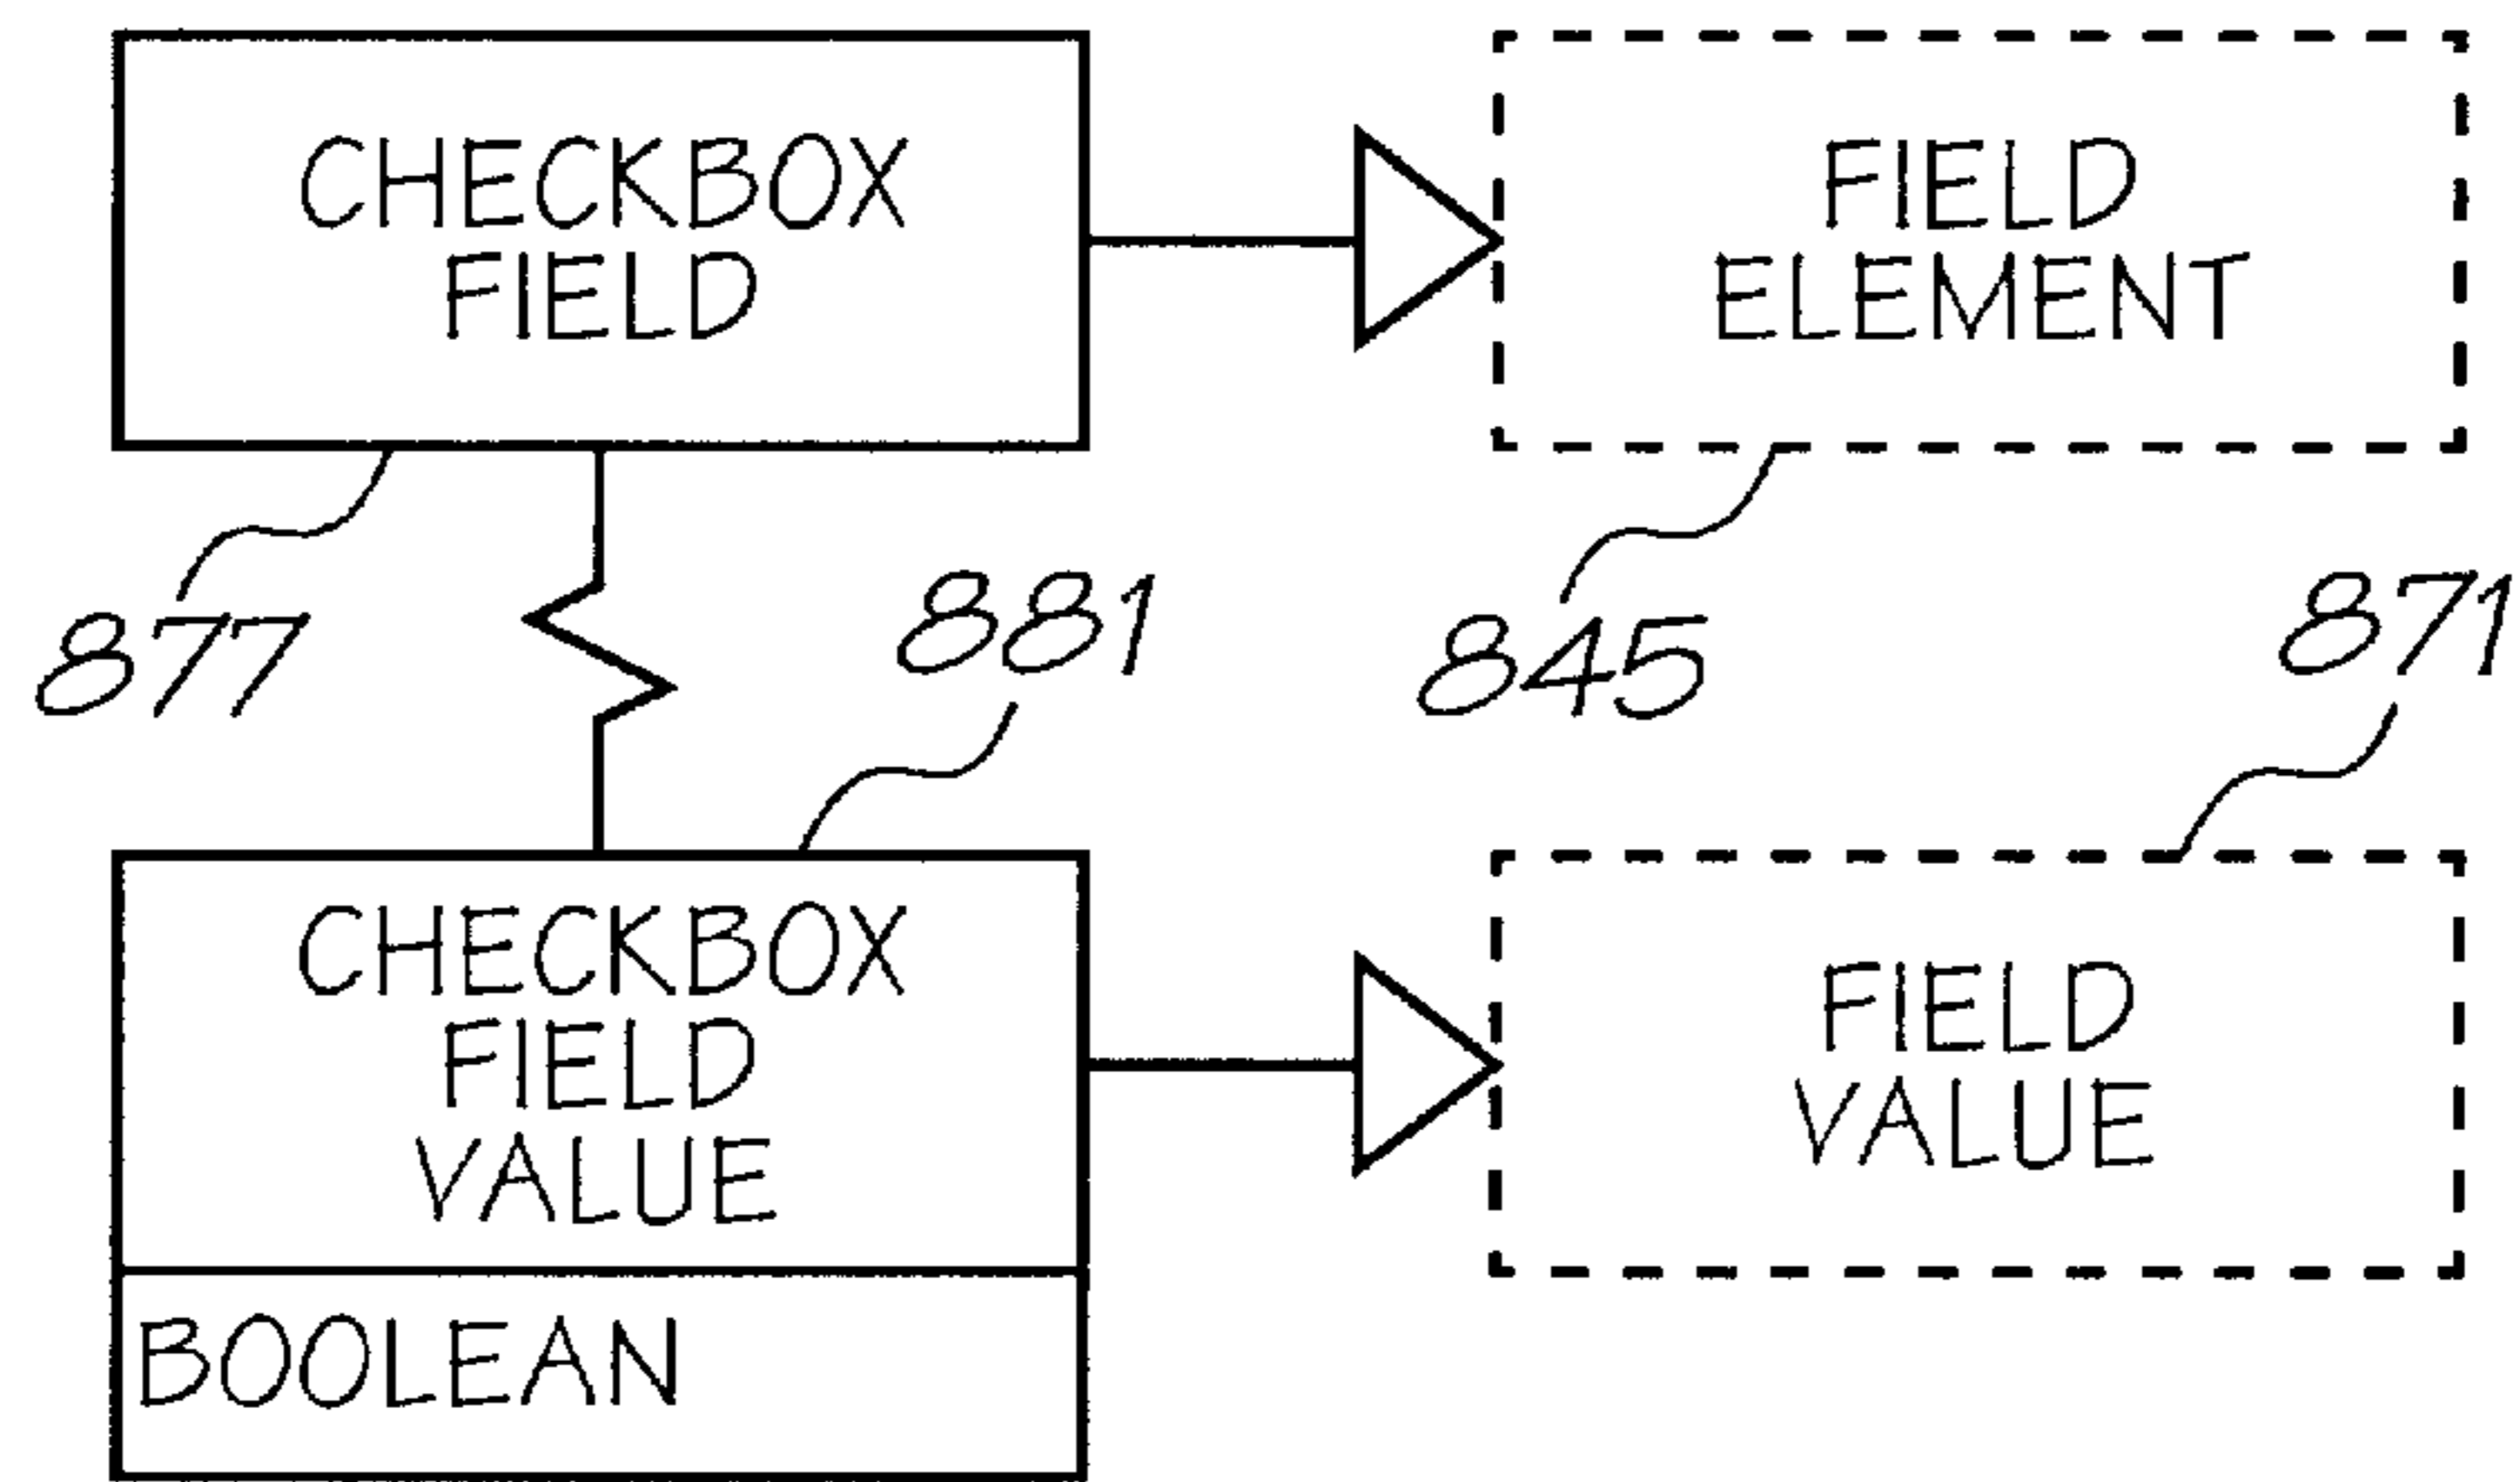 CHECKBOX
FIELD
FIELD
ELEMENT
877
881
845
871
CHECKBOX
FIELD
VALUE
BOOLEAN
FIELD
VALUE